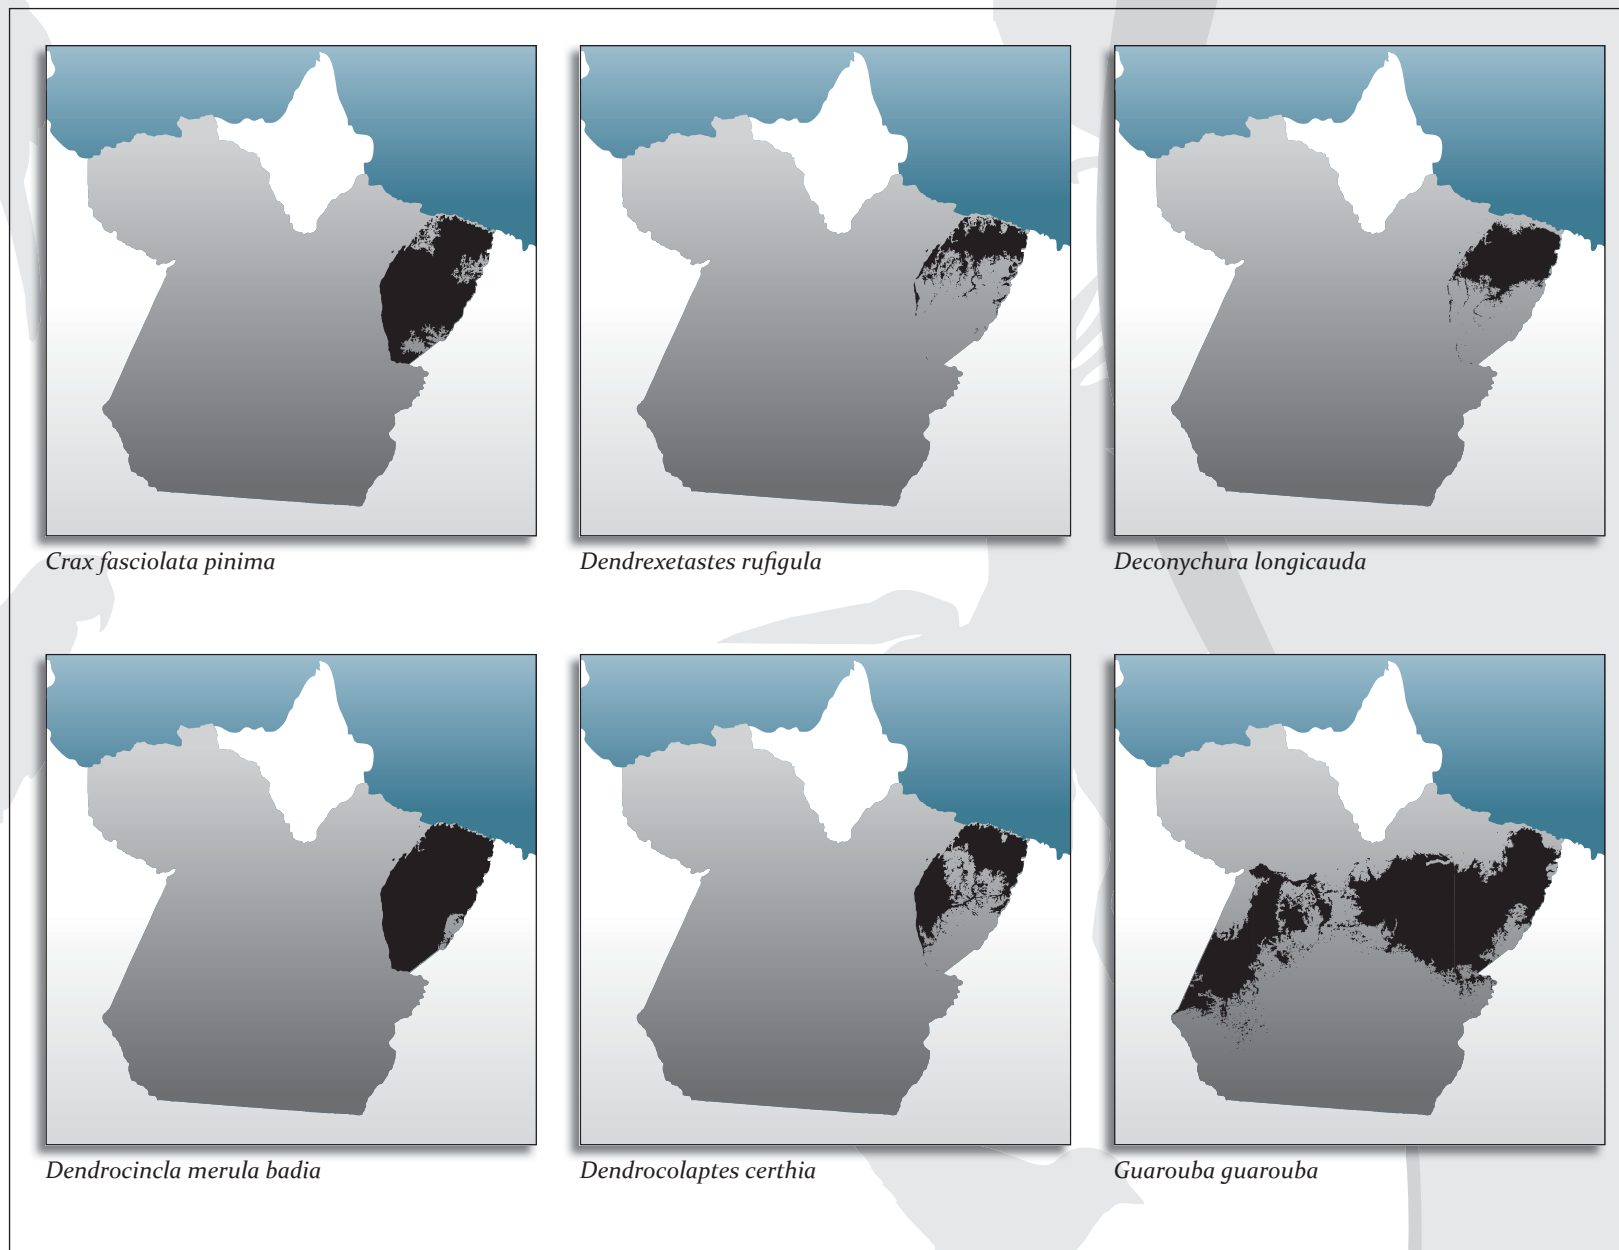 Crax fasciolata pinima
Dendrexetastes rufigula
Deconychura longicauda
Dendrocincla merula badia
Dendrocolaptes certhia
Guarouba guarouba